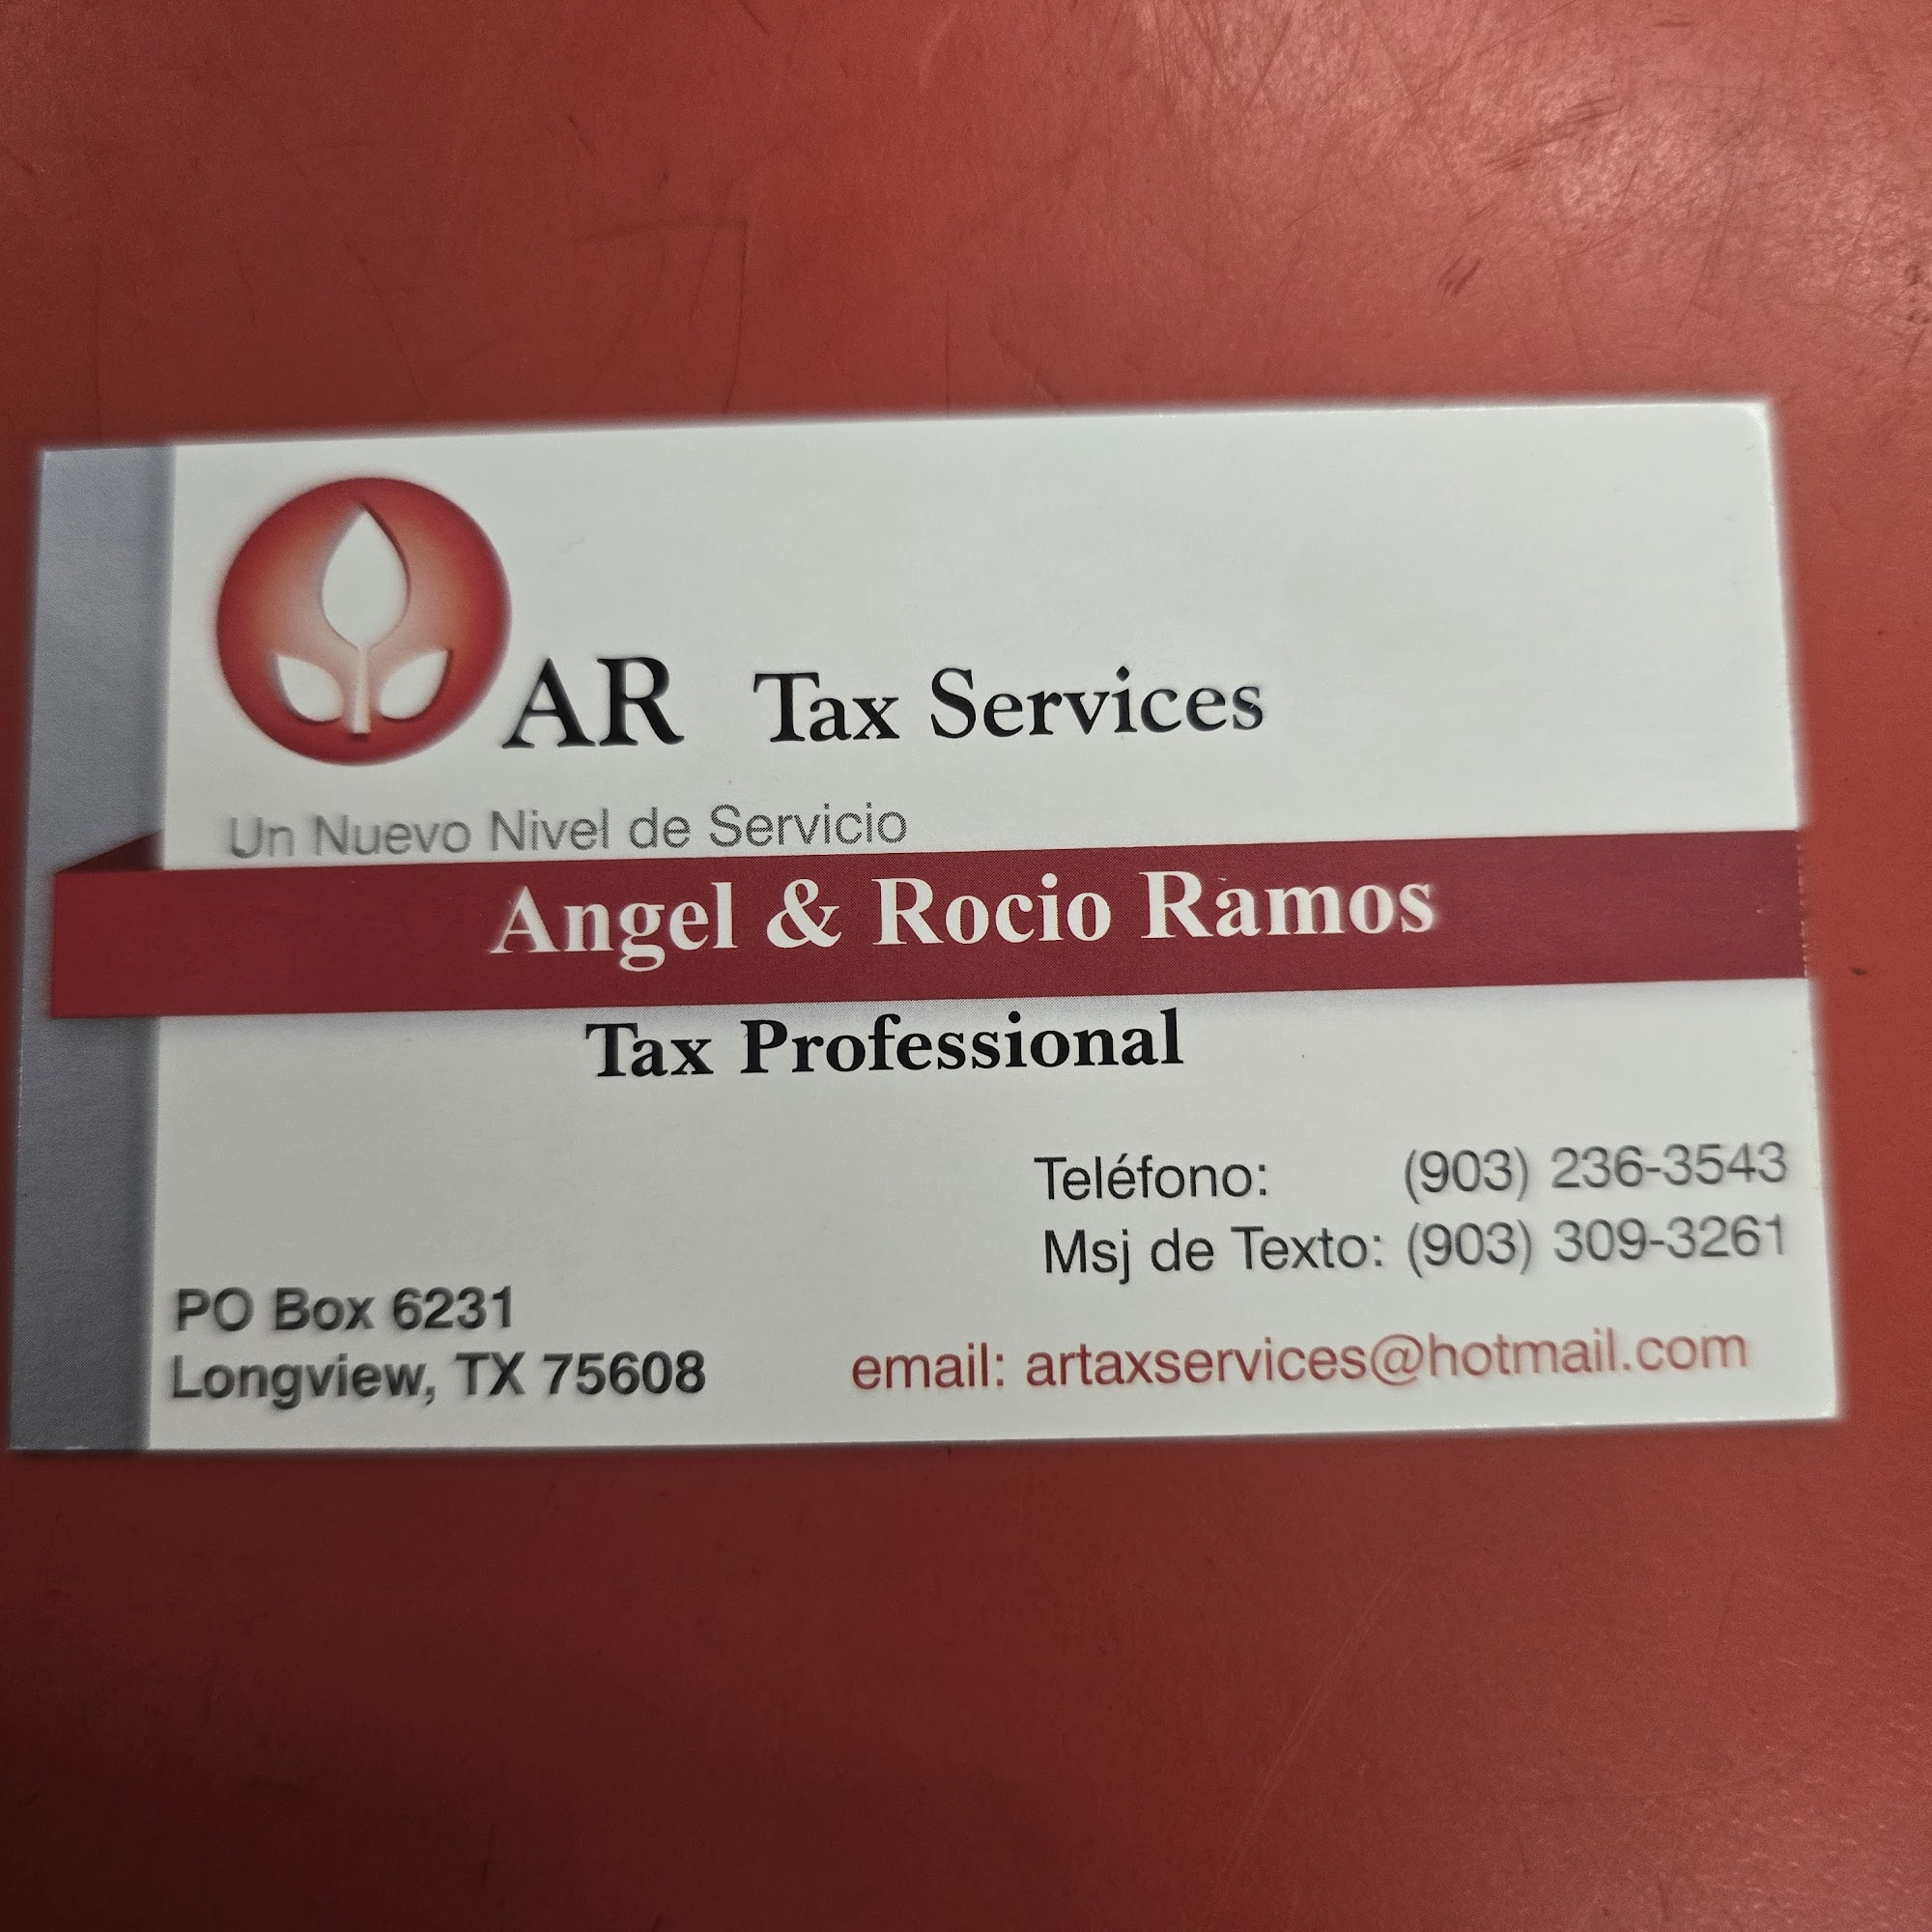 AR Tax Services
Un Nuevo Nivel de Servicio
Angel & Rocio Ramos
Tax Professional
Teléfono: (903) 236-3543
Msj de Texto: (903) 309-3261
PO Box 6231
Longview, TX 75608
email: artaxservices@hotmail.com